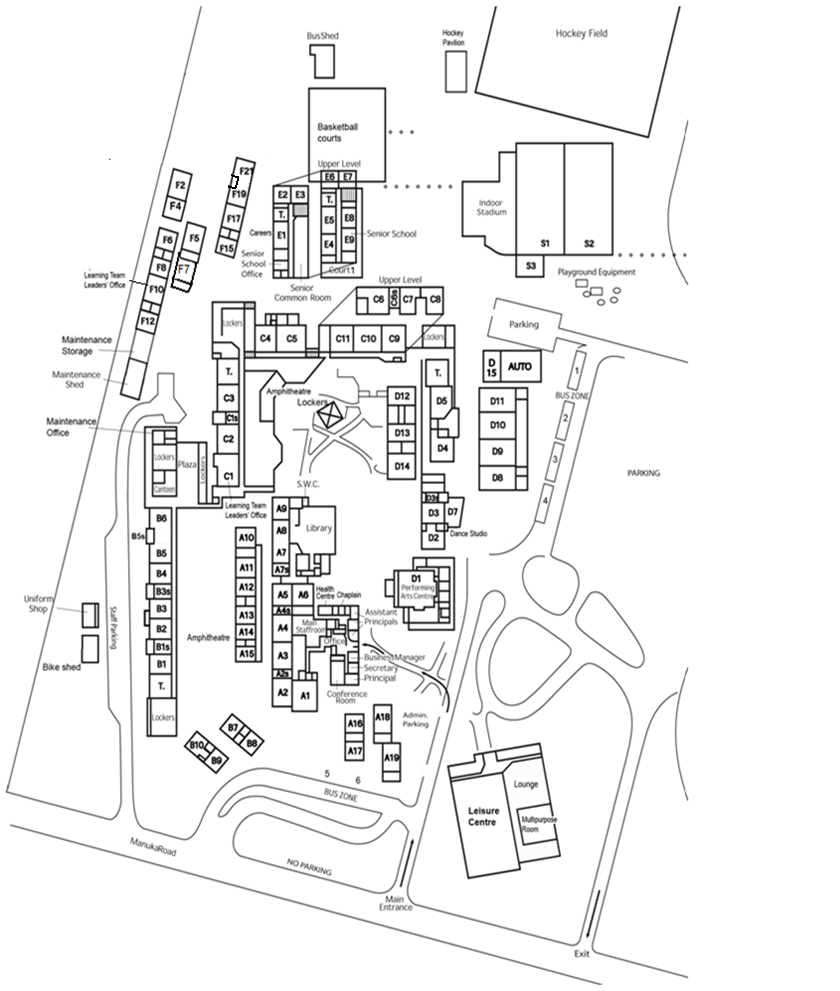 Hockey Field
Hockey
Pavilion
BusShed
Basketball
courts
Upper Level
E6 E7
F21
F19
F17
F15
F2
F4
F6
F5
F8
F7
F10
F12
E2 E3
T.
E1
T.
E5
E4
E8
E9
Careers
Senior School
Senior
School
Office
Court1
Senior
Common Room
Indoor
Stadium
S1
S2
S3
Playground Equipment
Learning Team
Leaders' Office
Maintenance
Storage
Maintenance
Shed
Maintenance
Office
Upper Level
C6 C6s C7 C8
Lockers
C4 C5
C11 C10 C9
Lockers
Parking
D
15
AUTO
1
BUS ZONE
2
3
4
PARKING
T.
C3
C1s
C2
C1
Amphitheatre
Lockers
D12
D13
D14
T.
D5
D4
D11
D10
D9
D8
Lockers
Canteen
Plaza
Lockers
Learning Team
Leaders' Office
S.W.C.
D3s
D3
D7
D2
Dance Studio
B6
B5s
B5
B4
B3s
B3
B2
B1s
B1
T.
Lockers
A9
A8
A7
A7s
Library
A10
A11
A12
A13
A14
A15
Amphitheatre
A5 A6
A4s
A4
A3
A2s
A2
A1
Health
Centre
Chaplain
Main
Staffroom
Office
Assistant
Principals
BusinessManager
Secretary
Principal
Conference
Room
D1
Performing
Arts Centre
Uniform
Shop
Bike shed
Staff Parking
B7
B8
B10
B9
A16
A17
A18
A19
Admin.
Parking
5
6
BUS ZONE
Leisure
Centre
Lounge
Multipurpose
Room
ManukaRoad
NO PARKING
Main
Entrance
Exit